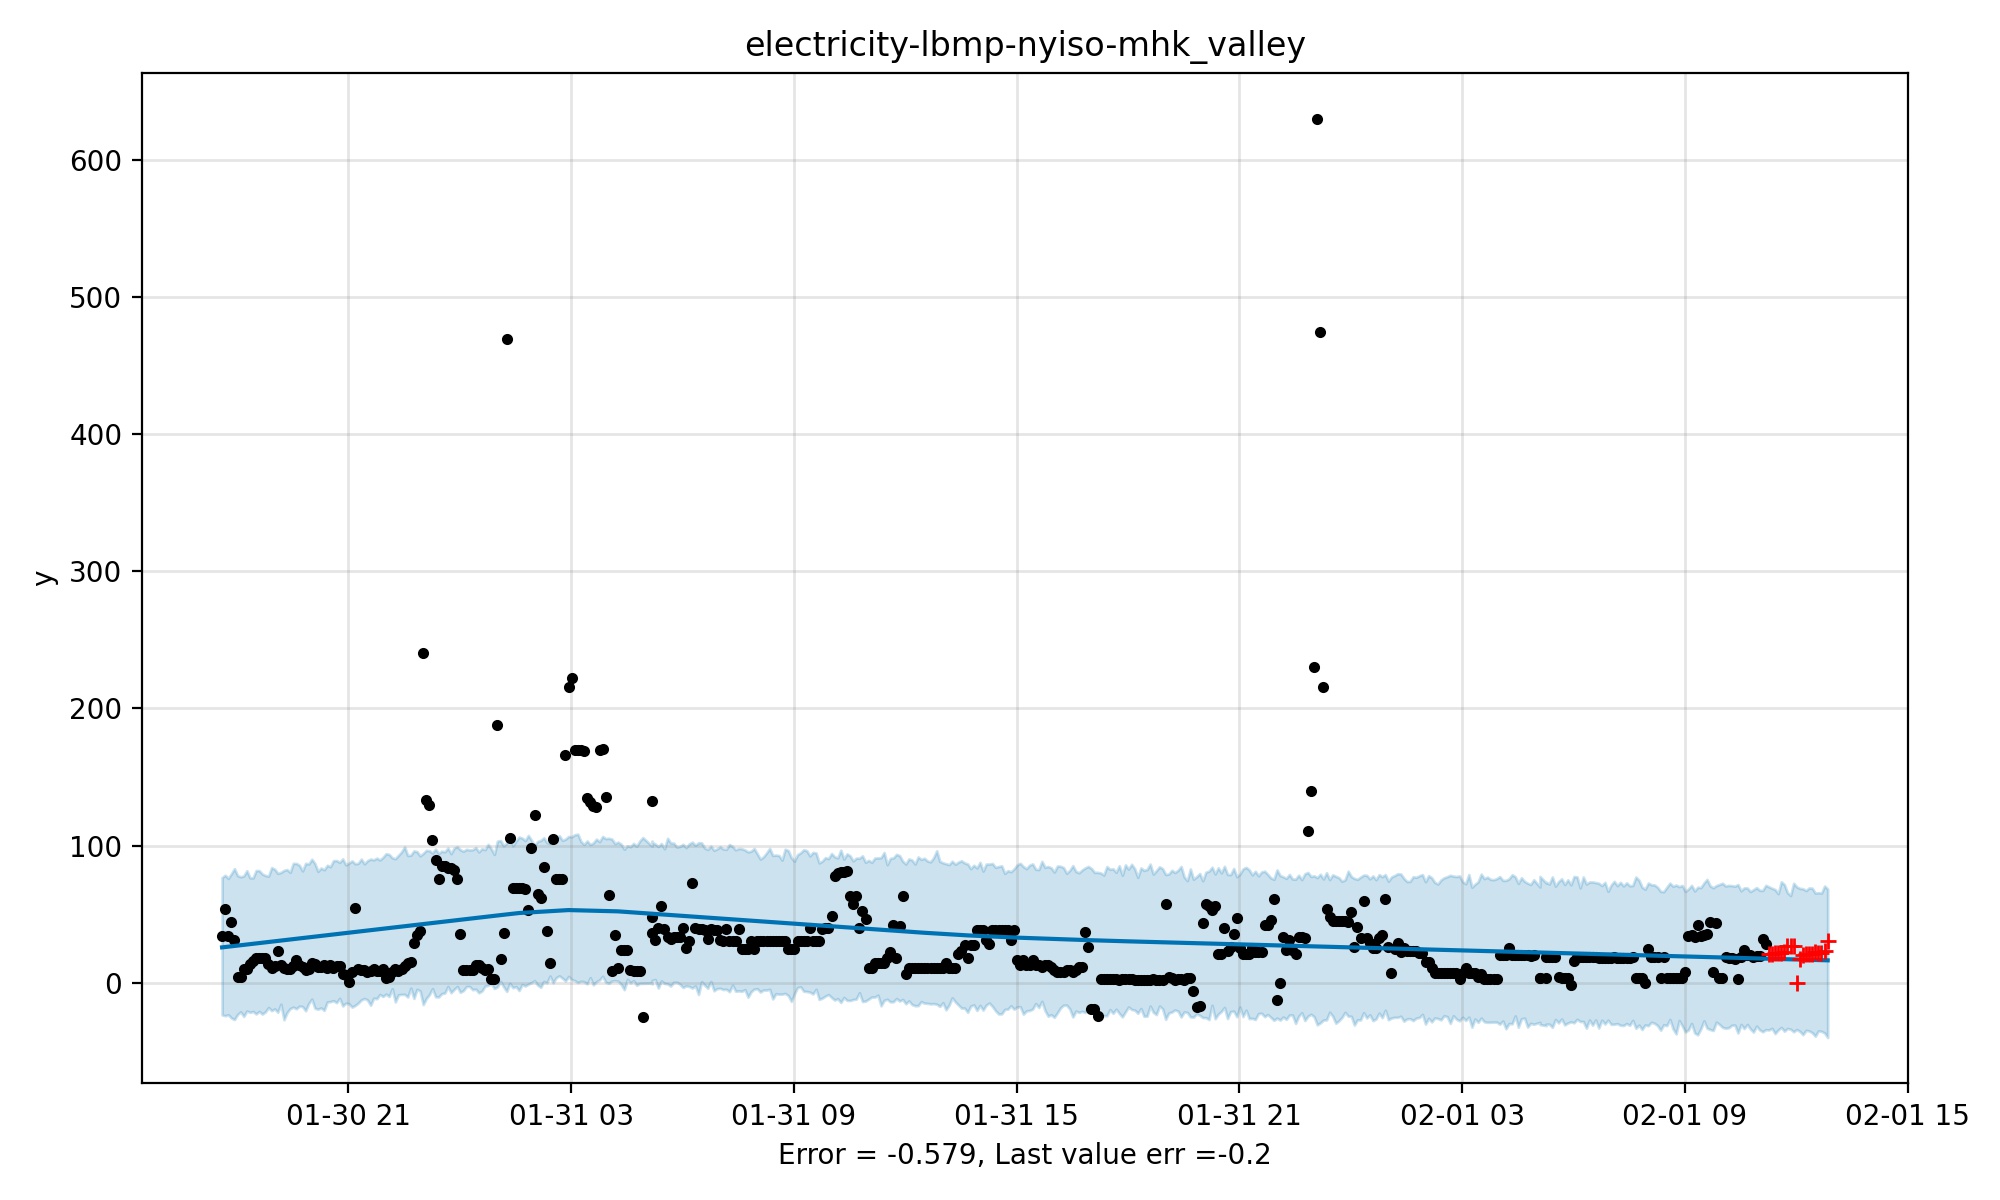 electricity-lbmp-nyiso-mhk_valley
y
600
500
400
300
200
100
0
01-30 21 01-31 03 01-31 09 01-31 15 01-31 21 02-01 03 02-01 09 02-01 15
Error = -0.579, Last value err =-0.2